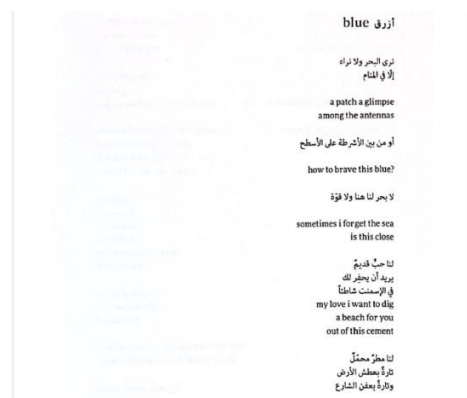 أزرق blue
نرى البحر ولا نراه
إلّا في المنام
a patch a glimpse
among the antennas
أو من بين الأشرطة على الأسطح
how to brave this blue?
لا بحر لنا هنا ولا قوّة
sometimes i forget the sea
is this close
لنا حبٌّ قديمٌ
يريد أن يحفِر لك
في الإسمنت شاطئاً
my love i want to dig
a beach for you
out of this cement
لنا مطرٌ محمّلٌ
تارةً بعطش الأرض
وتارةً بعفن الشارع